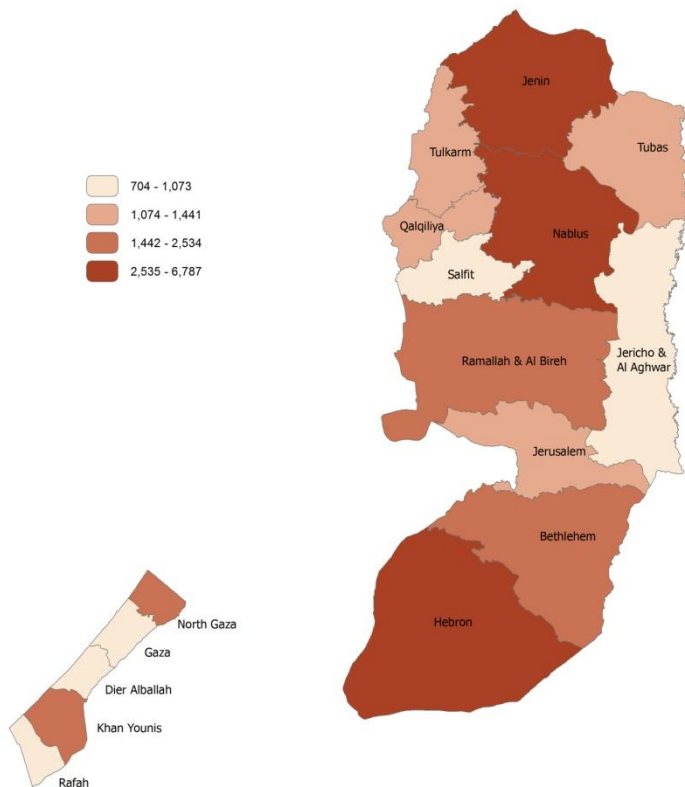 Jenin
Tulkarm
Tubas
704 - 1,073
1,074 - 1,441
1,442 - 2,534
2,535 - 6,787
Qalqiliya
Nablus
Salfit
Ramallah & Al Bireh
Jericho &
Al Aghwar
Jerusalem
Bethlehem
Hebron
North Gaza
Gaza
Dier Alballah
Khan Younis
Rafah